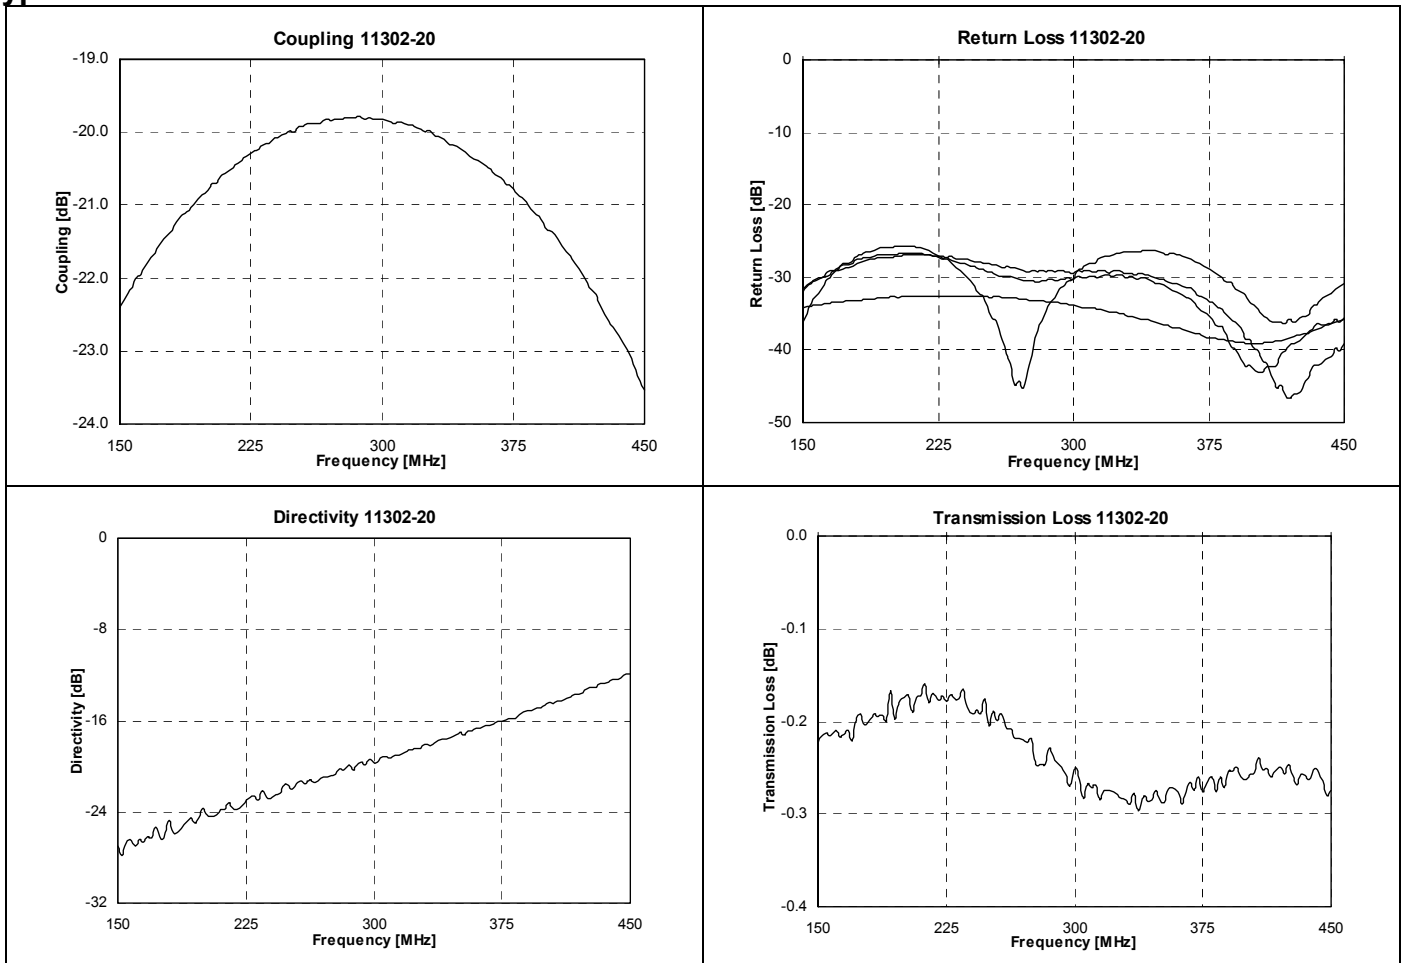 Coupling 11302-20
-19.0
-20.0
-21.0
-22.0
-23.0
-24.0
Coupling [dB]
150 225 300 375 450
Frequency [MHz]
Return Loss 11302-20
0
-10
-20
-30
-40
-50
Return Loss [dB]
150 225 300 375 450
Frequency [MHz]
Directivity 11302-20
0
-8
-16
-24
-32
Directivity [dB]
150 225 300 375 450
Frequency [MHz]
Transmission Loss 11302-20
0.0
-0.1
-0.2
-0.3
-0.4
Transmission Loss [dB]
150 225 300 375 450
Frequency [MHz]